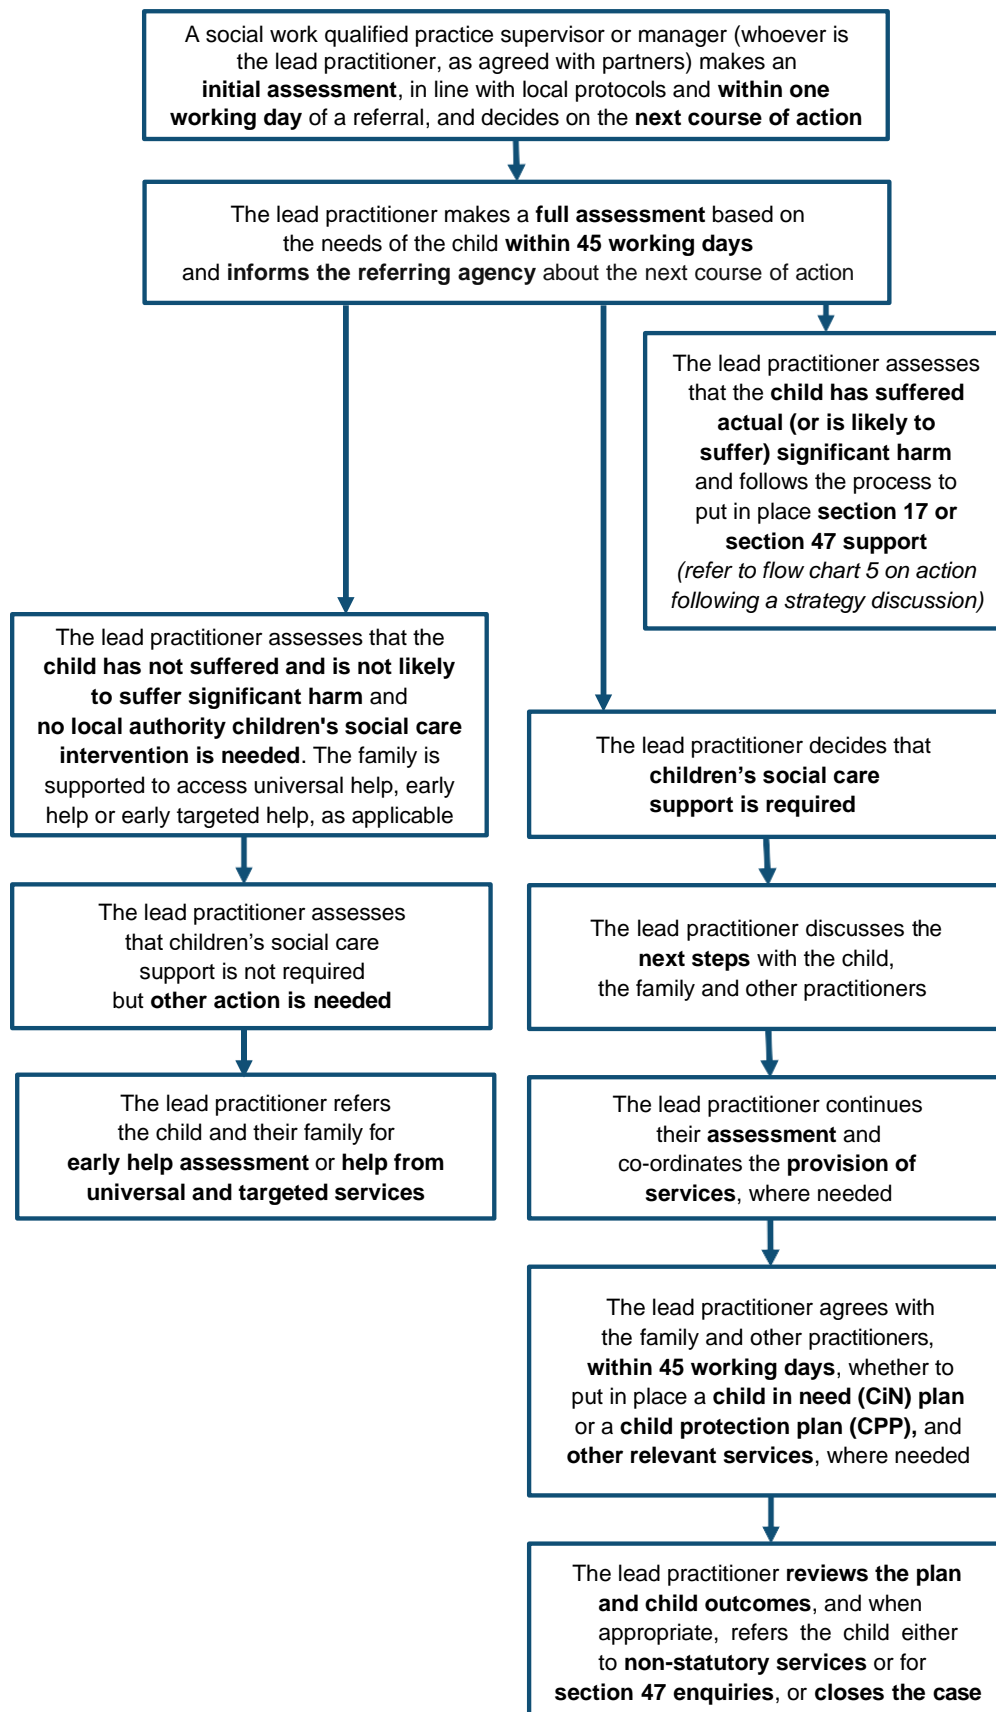 A social work qualified practice supervisor or manager (whoever is
the lead practitioner, as agreed with partners) makes an
initial assessment, in line with local protocols and within one
working day of a referral, and decides on the next course of action
The lead practitioner makes a full assessment based on
the needs of the child within 45 working days
and informs the referring agency about the next course of action
The lead practitioner assesses
that the child has suffered
actual (or is likely to
suffer) significant harm
and follows the process to
put in place section 17 or
section 47 support
(refer to flow chart 5 on action
following a strategy discussion)
The lead practitioner assesses that the
child has not suffered and is not likely
to suffer significant harm and
no local authority children's social care
intervention is needed. The family is
supported to access universal help, early
help or early targeted help, as applicable
The lead practitioner assesses
that children’s social care
support is not required
but other action is needed
The lead practitioner refers
the child and their family for
early help assessment or help from
universal and targeted services
The lead practitioner decides that
children’s social care
support is required
The lead practitioner discusses the
next steps with the child,
the family and other practitioners
The lead practitioner continues
their assessment and
co-ordinates the provision of
services, where needed
The lead practitioner agrees with
the family and other practitioners,
within 45 working days, whether to
put in place a child in need (CiN) plan
or a child protection plan (CPP), and
other relevant services, where needed
The lead practitioner reviews the plan
and child outcomes, and when
appropriate, refers the child either
to non-statutory services or for
section 47 enquiries, or closes the case